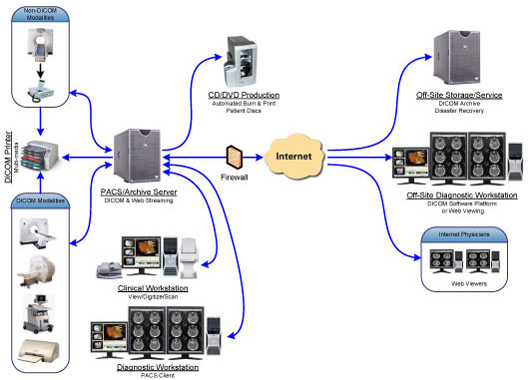 Non-DICOM
Modalities
DICOM Printer
Multi-media
DICOM Modalities
CD/DVD Production
Automated Burn & Print
Patient Discs
PACS/Archive Server
DICOM & Web Streaming
Firewall
Internet
Clinical Workstation
View/Digitize/Scan
Diagnostic Workstation
PACS Client
Off-Site Storage/Service
DICOM Archive
Disaster Recovery
Off-Site Diagnostic Workstation
DICOM Software Platform
or Web Viewing
Internet Physicians
Web Viewers